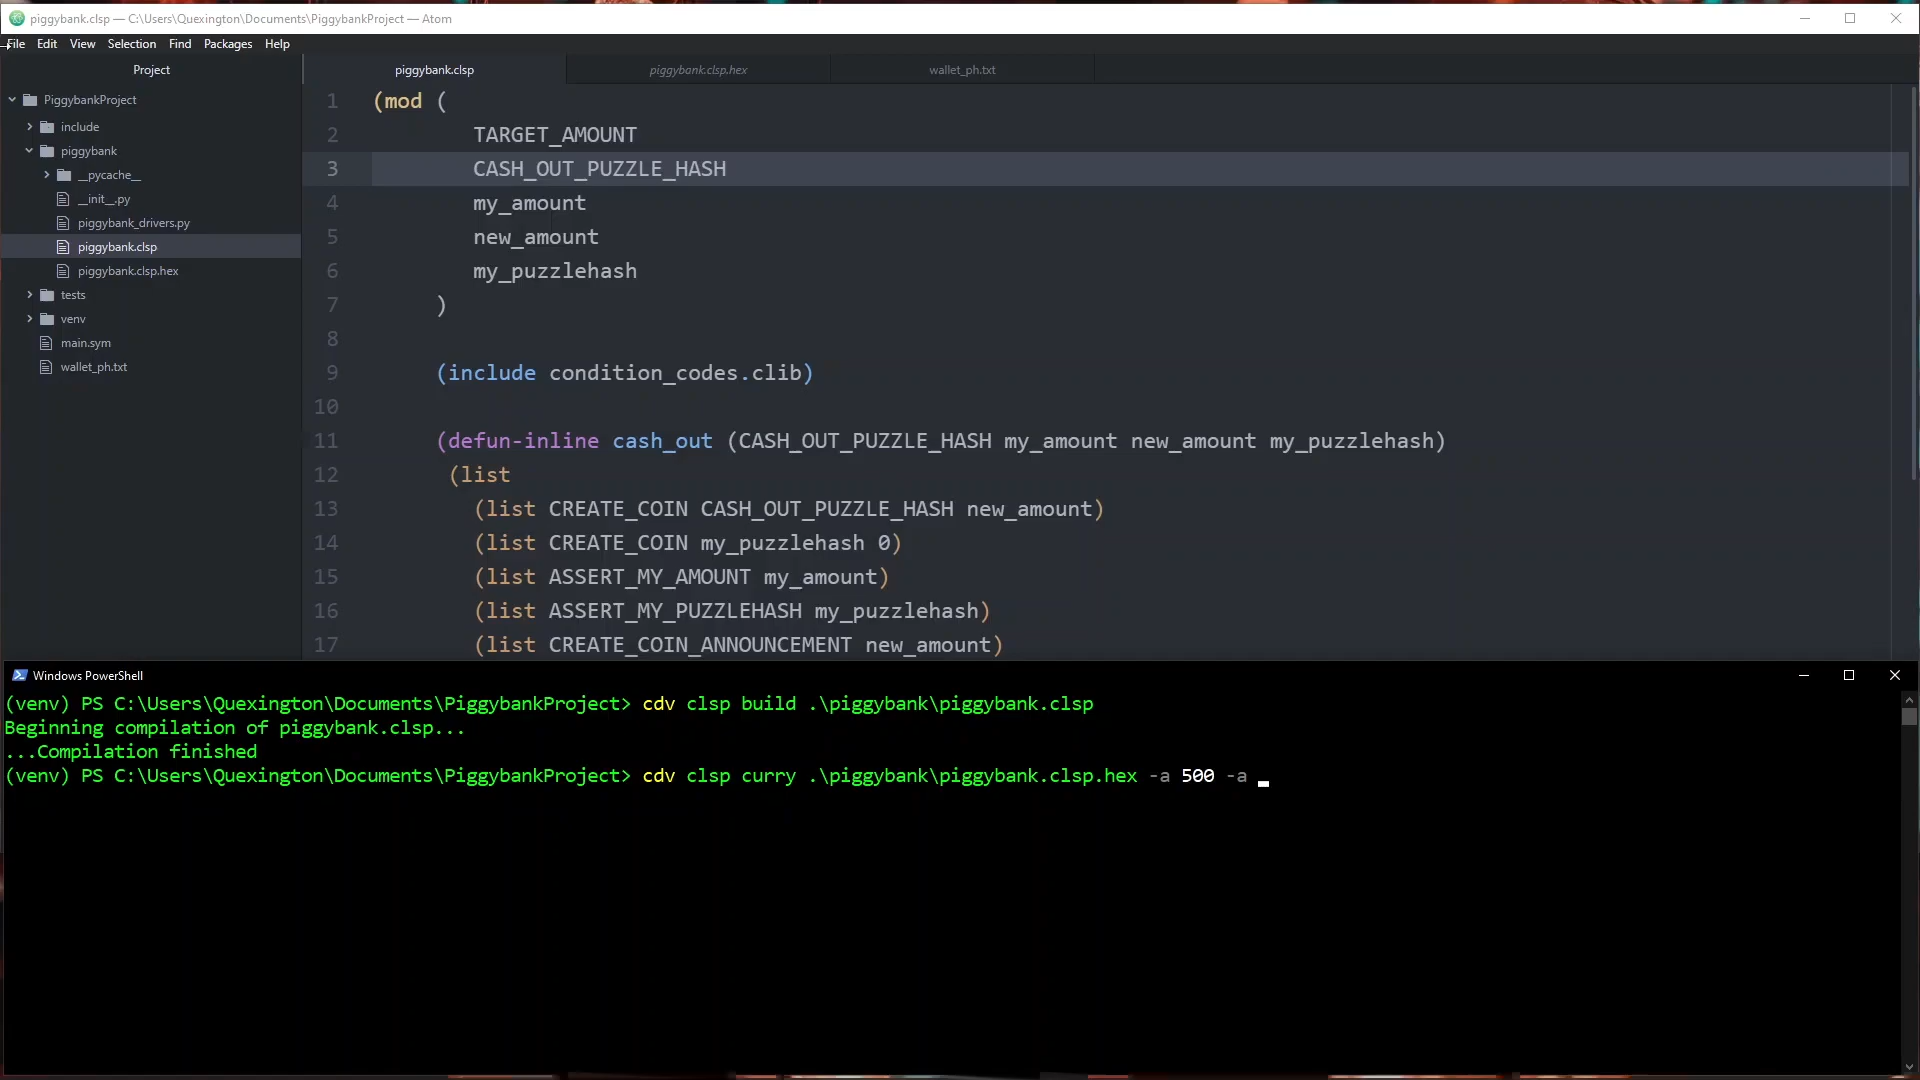 piggybank.clsp — C:\Users\Quexington\Documents\PiggybankProject — Atom
File Edit View Selection Find Packages Help
Project
piggybank.clsp
piggybank.clsp.hex
wallet_ph.txt
PiggybankProject
include
piggybank
__pycache__
__init__.py
piggybank_drivers.py
piggybank.clsp
piggybank.clsp.hex
tests
venv
main.sym
wallet_ph.txt
1 (mod (
2 TARGET_AMOUNT
3 CASH_OUT_PUZZLE_HASH
4 my_amount
5 new_amount
6 my_puzzlehash
7 )
8
9 (include condition_codes.clib)
10
11 (defun-inline cash_out (CASH_OUT_PUZZLE_HASH my_amount new_amount my_puzzlehash)
12 (list
13 (list CREATE_COIN CASH_OUT_PUZZLE_HASH new_amount)
14 (list CREATE_COIN my_puzzlehash 0)
15 (list ASSERT_MY_AMOUNT my_amount)
16 (list ASSERT_MY_PUZZLEHASH my_puzzlehash)
17 (list CREATE_COIN_ANNOUNCEMENT new_amount)
Windows PowerShell
(venv) PS C:\Users\Quexington\Documents\PiggybankProject> cdv clsp build .\piggybank\piggybank.clsp
Beginning compilation of piggybank.clsp...
...Compilation finished
(venv) PS C:\Users\Quexington\Documents\PiggybankProject> cdv clsp curry .\piggybank\piggybank.clsp.hex -a 500 -a